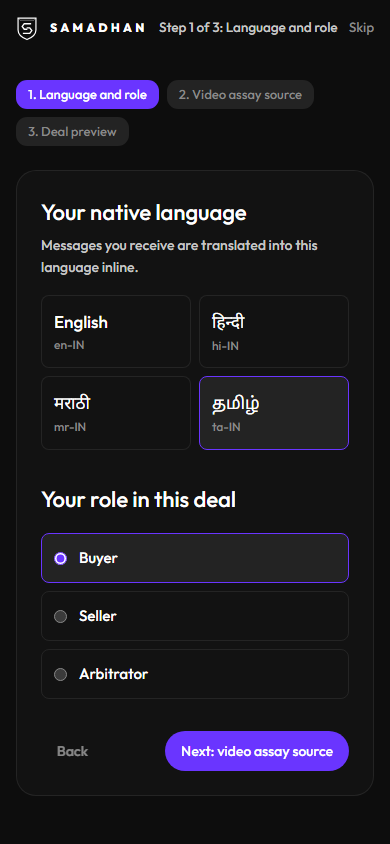 SAMADHAN Step 1 of 3: Language and role Skip
1. Language and role 2. Video assay source
3. Deal preview
Your native language
Messages you receive are translated into this
language inline.
English हिन्दी
en-IN hi-IN
मराठी தமிழ்
mr-IN ta-IN
Your role in this deal
Buyer
Seller
Arbitrator
Back Next: video assay source